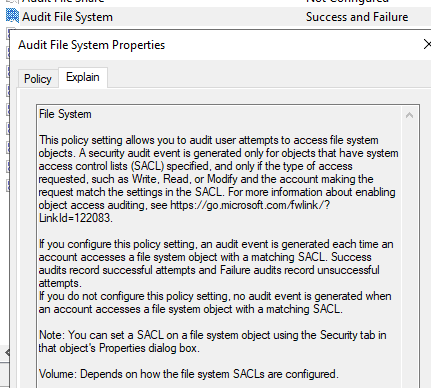 Audit File Share Not Configured
Audit File System Success and Failure
Audit File System Properties
Policy Explain
File System
This policy setting allows you to audit user attempts to access file system
objects. A security audit event is generated only for objects that have system
access control lists (SACL) specified, and only if the type of access
requested, such as Write, Read, or Modify and the account making the
request match the settings in the SACL. For more information about enabling
object access auditing, see https://go.microsoft.com/fwlink/?
LinkId=122083.
If you configure this policy setting, an audit event is generated each time an
account accesses a file system object with a matching SACL. Success
audits record successful attempts and Failure audits record unsuccessful
attempts.
If you do not configure this policy setting, no audit event is generated when
an account accesses a file system object with a matching SACL.
Note: You can set a SACL on a file system object using the Security tab in
that object's Properties dialog box.
Volume: Depends on how the file system SACLs are configured.